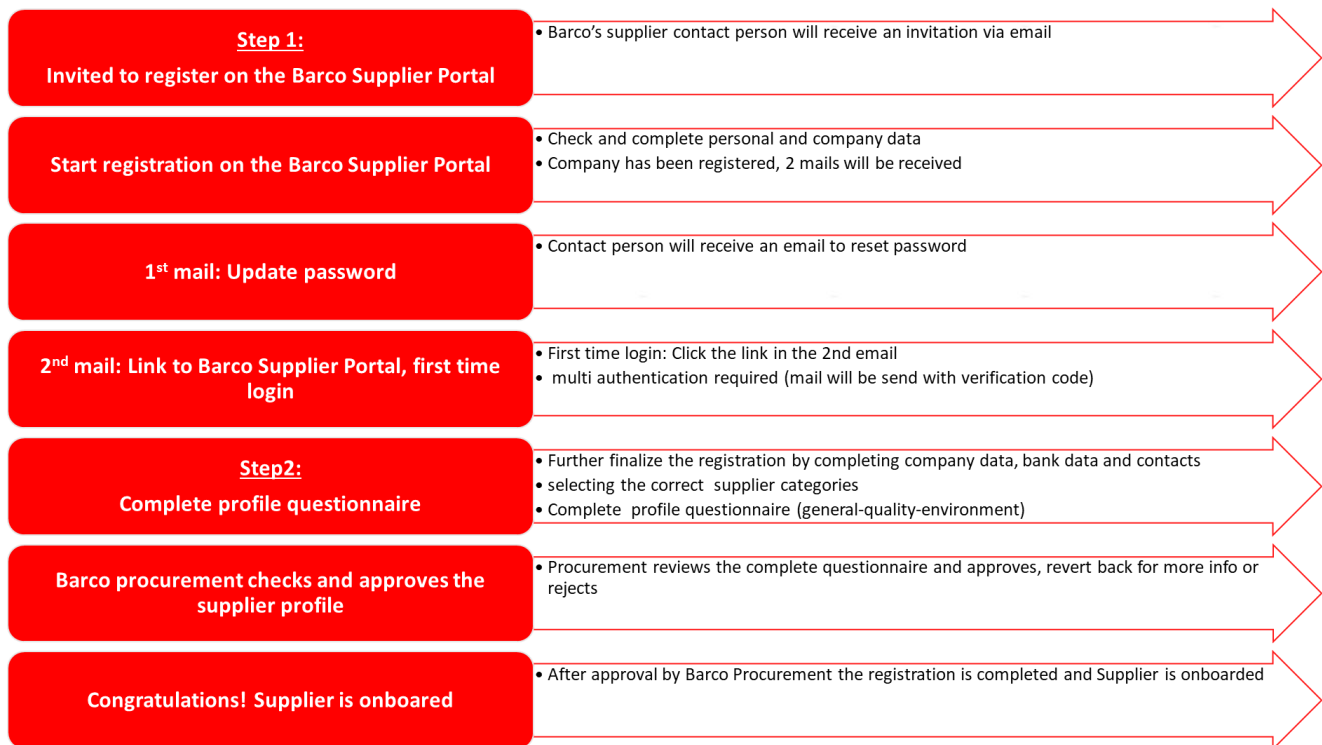 Step 1:
Invited to register on the Barco Supplier Portal
• Barco’s supplier contact person will receive an invitation via email
Start registration on the Barco Supplier Portal
• Check and complete personal and company data
• Company has been registered, 2 mails will be received
1st mail: Update password
• Contact person will receive an email to reset password
2nd mail: Link to Barco Supplier Portal, first time
login
• First time login: Click the link in the 2nd email
• multi authentication required (mail will be send with verification code)
Step2:
Complete profile questionnaire
• Further finalize the registration by completing company data, bank data and contacts
• selecting the correct supplier categories
• Complete profile questionnaire (general-quality-environment)
Barco procurement checks and approves the
supplier profile
• Procurement reviews the complete questionnaire and approves, revert back for more info or
rejects
Congratulations! Supplier is onboared
• After approval by Barco Procurement the registration is completed and Supplier is onboarded